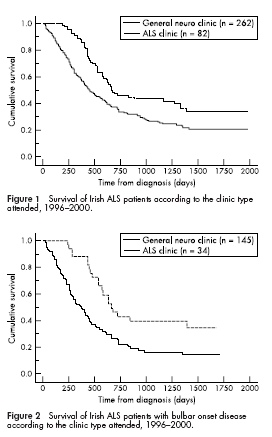 General neuro clinic (n = 262)
ALS clinic (n = 82)
Cumulative survival
1.0
0.8
0.6
0.4
0.2
0.0
0 250 500 750 1000 1250 1500 1750 2000
Time from diagnosis (days)
Figure 1 Survival of Irish ALS patients according to the clinic type
attended, 1996–2000.
General neuro clinic (n = 145)
ALS clinic (n = 34)
Cumulative survival
1.0
0.8
0.6
0.4
0.2
0.0
0 250 500 750 1000 1250 1500 1750 2000
Time from diagnosis (days)
Figure 2 Survival of Irish ALS patients with bulbar onset disease
according to the clinic type attended, 1996–2000.